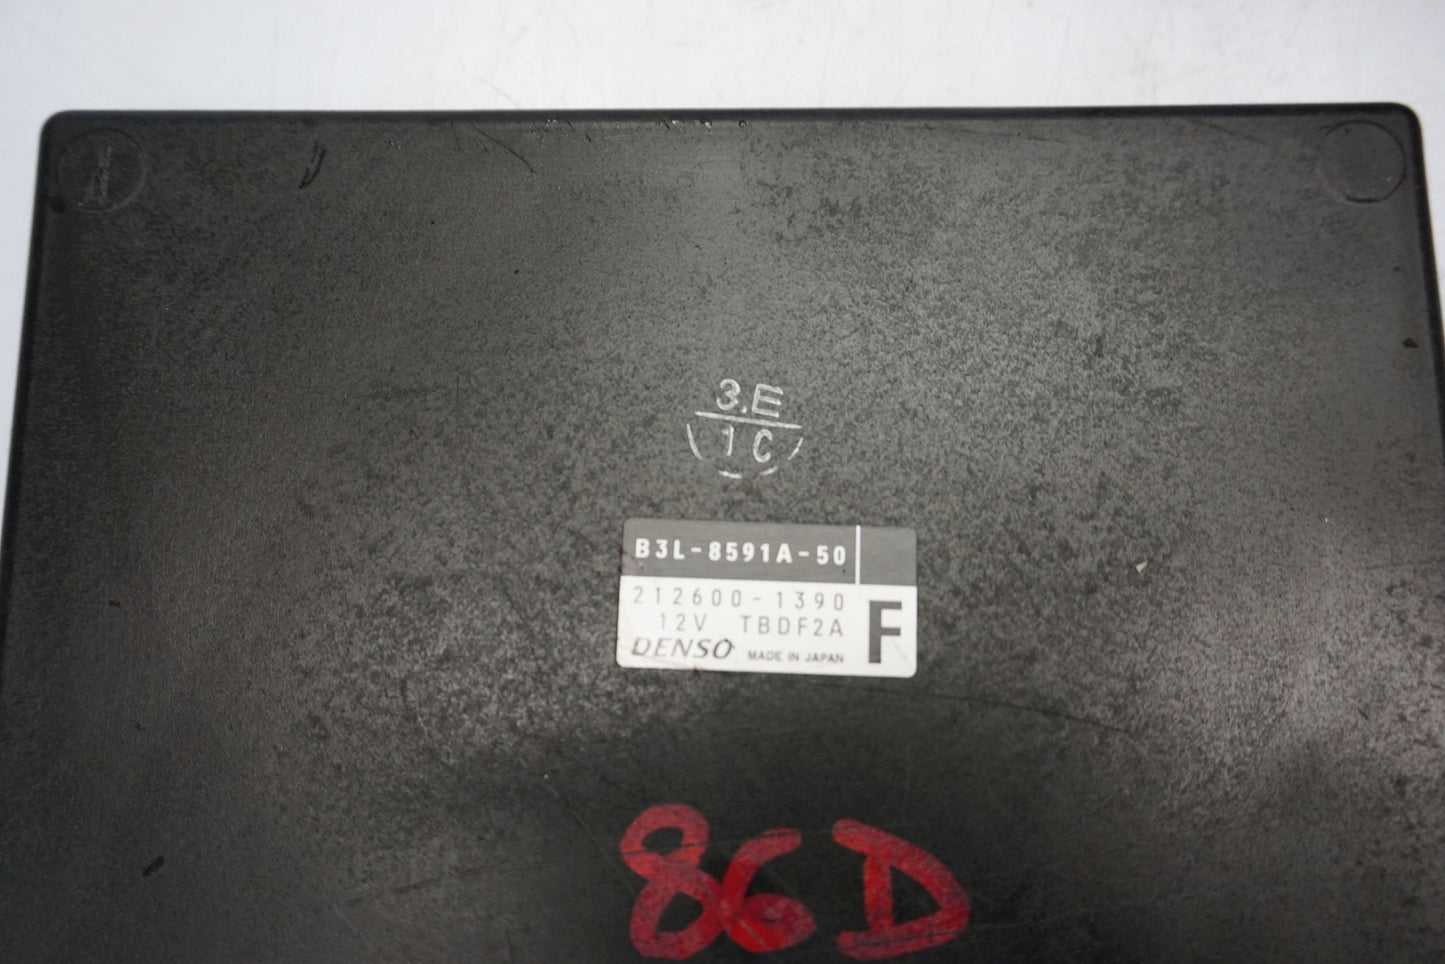 3.E
1C
B3L-8591A-50
212600-1390
12V TBDF2A
F
DENSO MADE IN JAPAN
86D